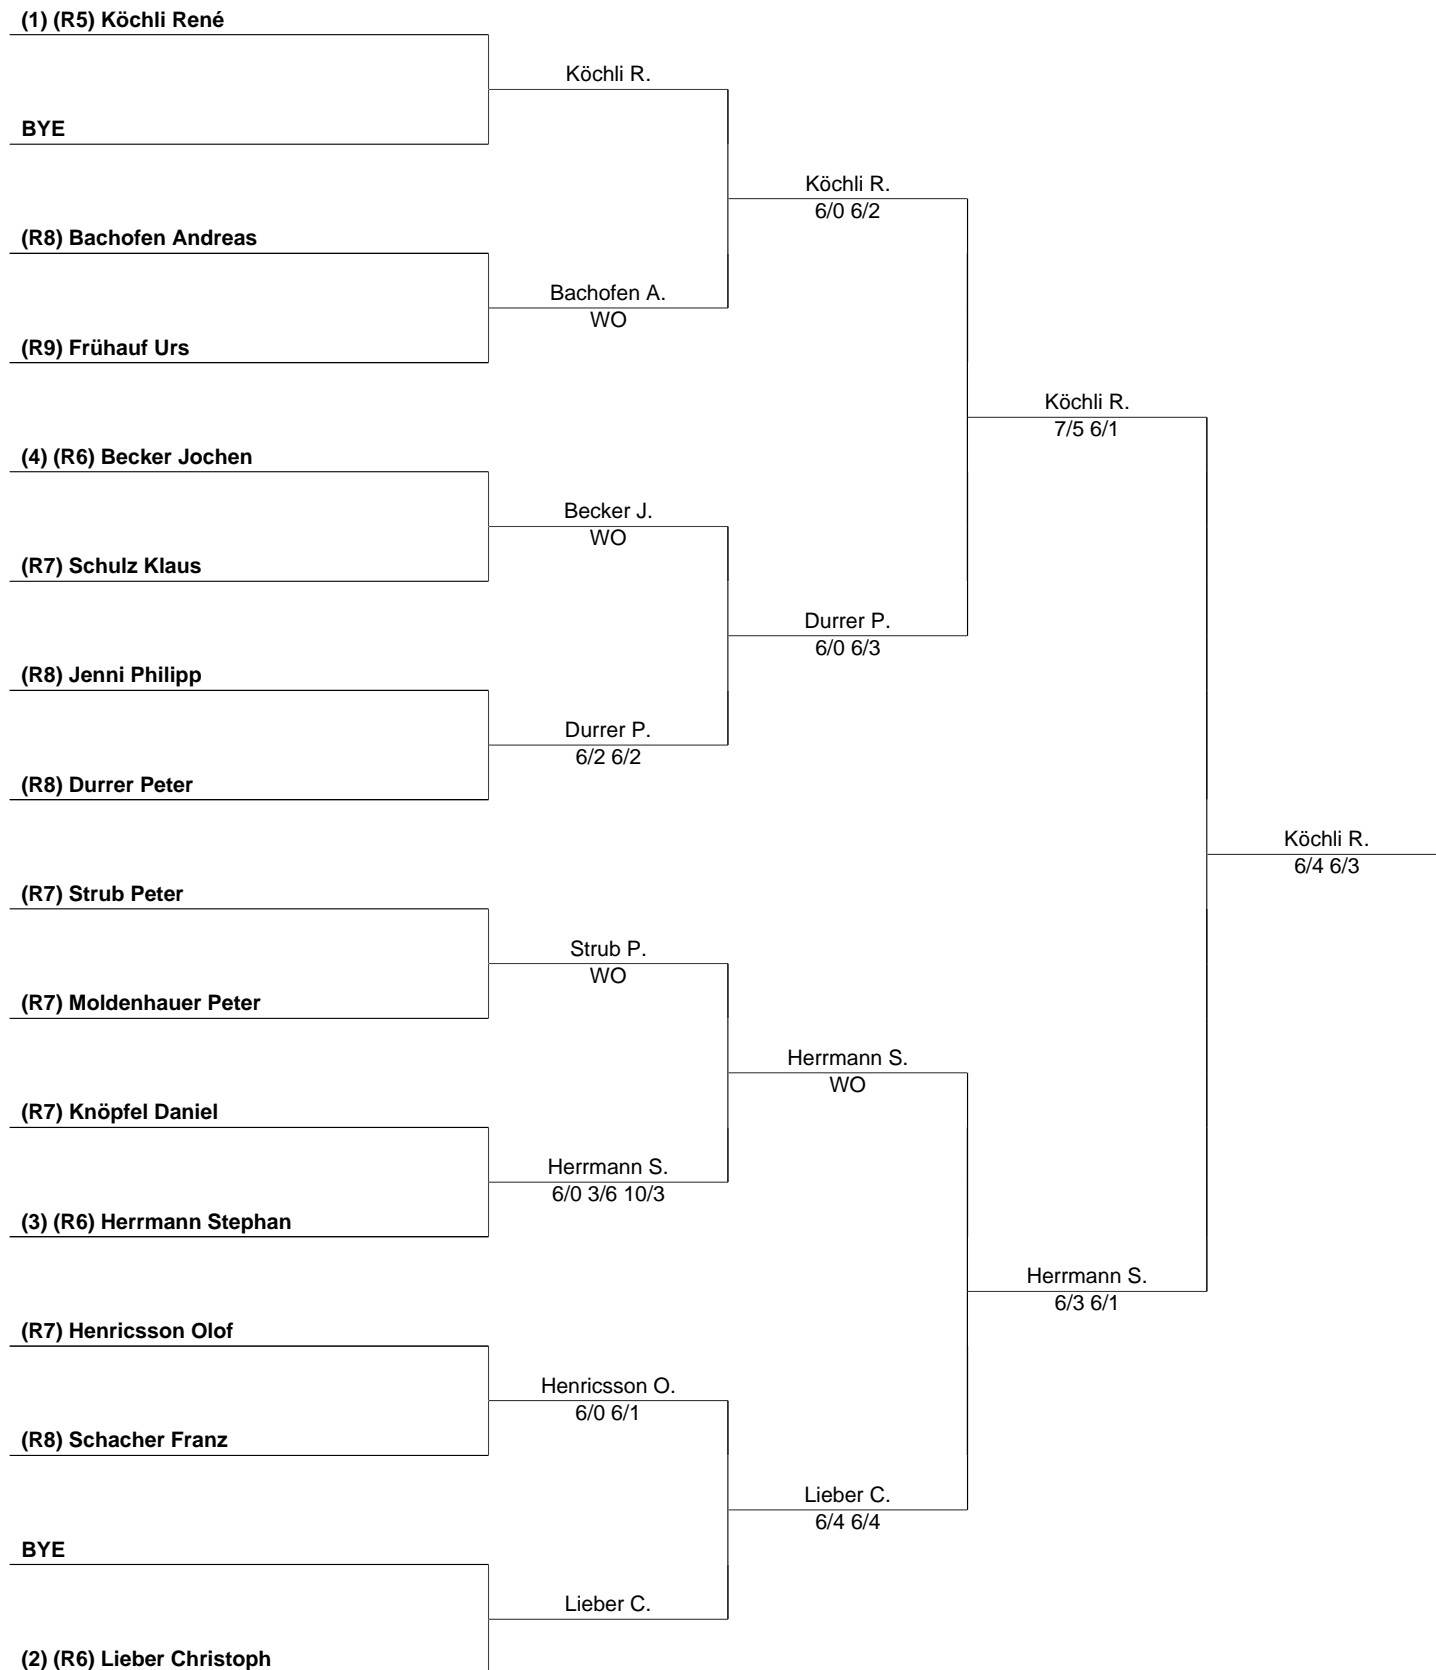 (1) (R5) Köchli René
Köchli R.
BYE
Köchli R.
6/0 6/2
(R8) Bachofen Andreas
Bachofen A.
WO
(R9) Frühauf Urs
Köchli R.
7/5 6/1
(4) (R6) Becker Jochen
Becker J.
WO
(R7) Schulz Klaus
Durrer P.
6/0 6/3
(R8) Jenni Philipp
Durrer P.
6/2 6/2
(R8) Durrer Peter
Köchli R.
6/4 6/3
(R7) Strub Peter
Strub P.
WO
(R7) Moldenhauer Peter
Herrmann S.
WO
(R7) Knöpfel Daniel
Herrmann S.
6/0 3/6 10/3
(3) (R6) Herrmann Stephan
Herrmann S.
6/3 6/1
(R7) Henricsson Olof
Henricsson O.
6/0 6/1
(R8) Schacher Franz
Lieber C.
6/4 6/4
BYE
Lieber C.
(2) (R6) Lieber Christoph